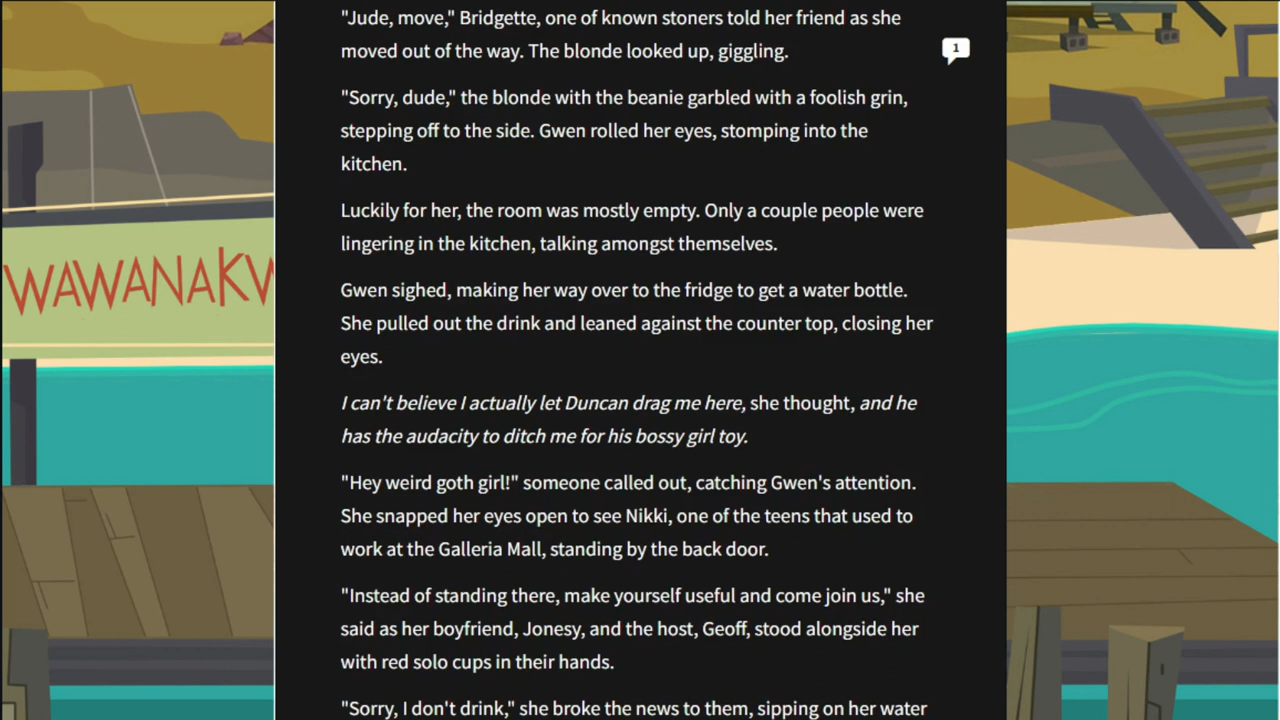 "Jude, move," Bridgette, one of known stoners told her friend as she
moved out of the way. The blonde looked up, giggling.
1
"Sorry, dude," the blonde with the beanie garbled with a foolish grin,
stepping off to the side. Gwen rolled her eyes, stomping into the
kitchen.
Luckily for her, the room was mostly empty. Only a couple people were
lingering in the kitchen, talking amongst themselves.
WAWANAKW
Gwen sighed, making her way over to the fridge to get a water bottle.
She pulled out the drink and leaned against the counter top, closing her
eyes.
I can't believe I actually let Duncan drag me here, she thought, and he
has the audacity to ditch me for his bossy girl toy.
"Hey weird goth girl!" someone called out, catching Gwen's attention.
She snapped her eyes open to see Nikki, one of the teens that used to
work at the Galleria Mall, standing by the back door.
"Instead of standing there, make yourself useful and come join us," she
said as her boyfriend, Jonesy, and the host, Geoff, stood alongside her
with red solo cups in their hands.
"Sorry, I don't drink," she broke the news to them, sipping on her water